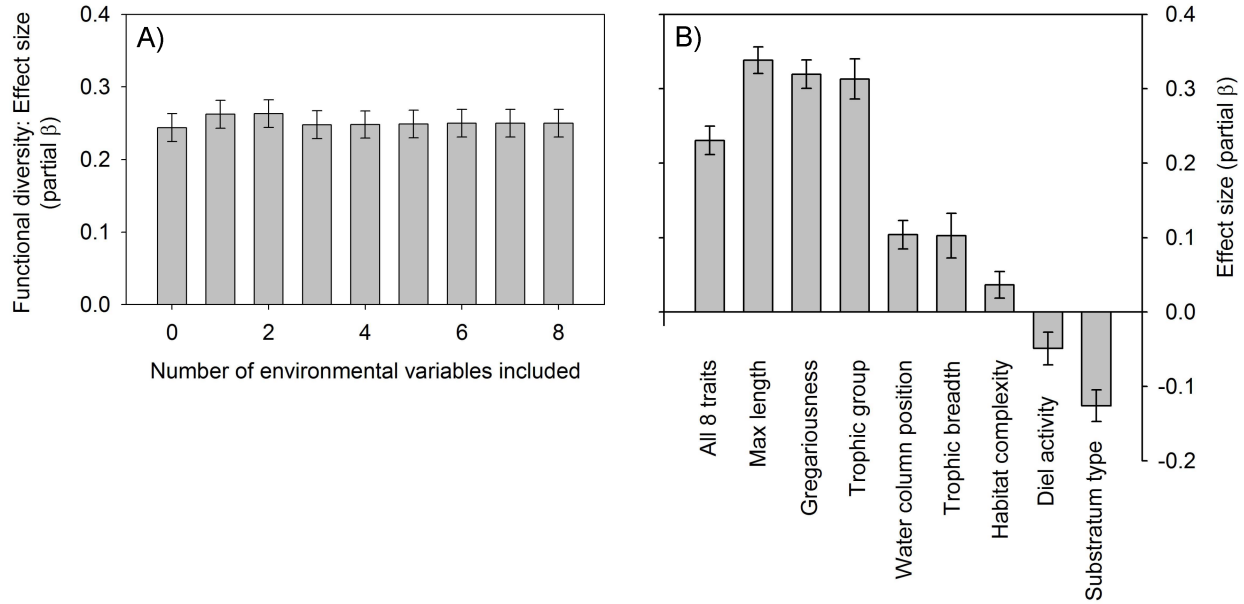 A)
Functional diversity: Effect size
(partial β)
0.4
0.3
0.2
0.1
0.0
0 2 4 6 8
Number of environmental variables included
B)
0.4
0.3
0.2
0.1
0.0
-0.1
-0.2
Effect size (partial β)
All 8 traits
Max length
Gregariousness
Trophic group
Water column position
Trophic breadth
Habitat complexity
Diel activity
Substratum type